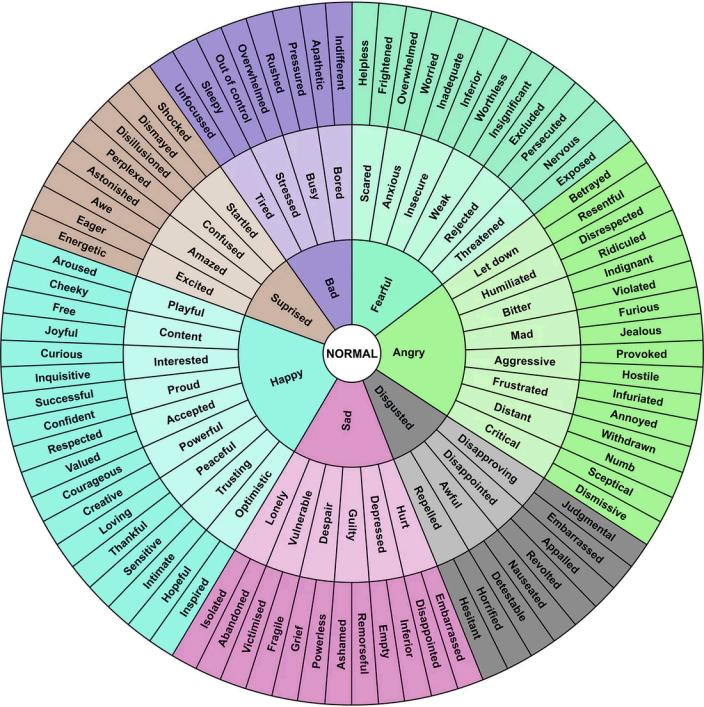 NORMAL
Fearful
Angry
Disgusted
Sad
Happy
Suprised
Bad
Scared
Anxious
Insecure
Weak
Rejected
Threatened
Let down
Humiliated
Bitter
Mad
Aggressive
Frustrated
Distant
Critical
Disapproving
Disappointed
Awful
Repelled
Hurt
Depressed
Guilty
Despair
Vulnerable
Lonely
Optimistic
Trusting
Peaceful
Powerful
Accepted
Proud
Interested
Content
Playful
Excited
Amazed
Confused
Startled
Tired
Stressed
Busy
Bored
Helpless
Frightened
Overwhelmed
Worried
Inadequate
Inferior
Worthless
Insignificant
Excluded
Persecuted
Nervous
Exposed
Betrayed
Resentful
Disrespected
Ridiculed
Indignant
Violated
Furious
Jealous
Provoked
Hostile
Infuriated
Annoyed
Withdrawn
Numb
Sceptical
Dismissive
Judgmental
Embarrassed
Appalled
Revolted
Nauseated
Detestable
Horrified
Hesitant
Embarrassed
Disappointed
Inferior
Empty
Remorseful
Ashamed
Powerless
Grief
Fragile
Victimised
Abandoned
Isolated
Inspired
Hopeful
Intimate
Sensitive
Thankful
Loving
Creative
Courageous
Valued
Respected
Confident
Successful
Inquisitive
Curious
Joyful
Free
Cheeky
Aroused
Energetic
Eager
Awe
Astonished
Perplexed
Disillusioned
Dismayed
Shocked
Unfocussed
Sleepy
Out of control
Overwhelmed
Rushed
Pressured
Apathetic
Indifferent